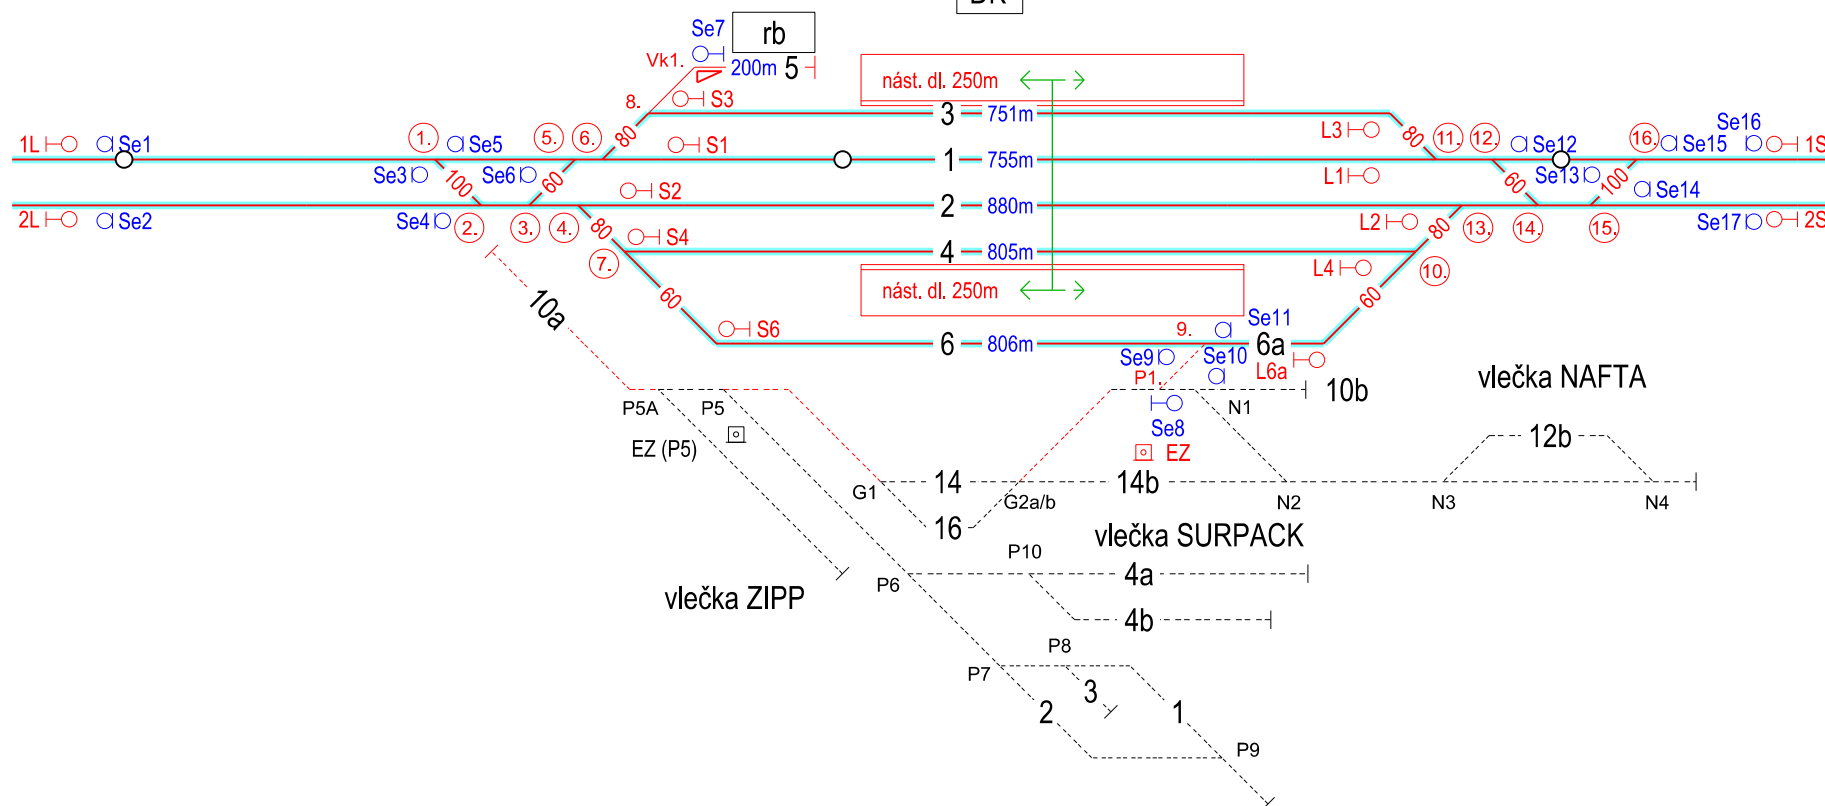 Se7
rb
Vk1.
200m 5
nást. dl. 250m
8.
S3
3 751m
1L
Se1
1.
Se5
5.
6.
80
S1
L3
80
11.
12.
Se12
16.
Se15
Se16
1S
1 755m
Se3
100
Se6
60
S2
L1
60
Se13
100
Se14
2 880m
2L
Se2
Se4
2.
3.
4.
80
S4
L2
80
13.
14.
15.
Se17
2S
4 805m
7.
L4
10.
nást. dl. 250m
10a
60
60
S6
9.
Se11
6 806m
6a
Se9
Se10
L6a
P1.
10b
vlečka NAFTA
P5A
P5
N1
Se8
EZ (P5)
EZ
12b
14
14b
G1
G2a/b
N2
N3
N4
16
vlečka SURPACK
P10
4a
P6
vlečka ZIPP
4b
P8
P7
3
2
1
P9